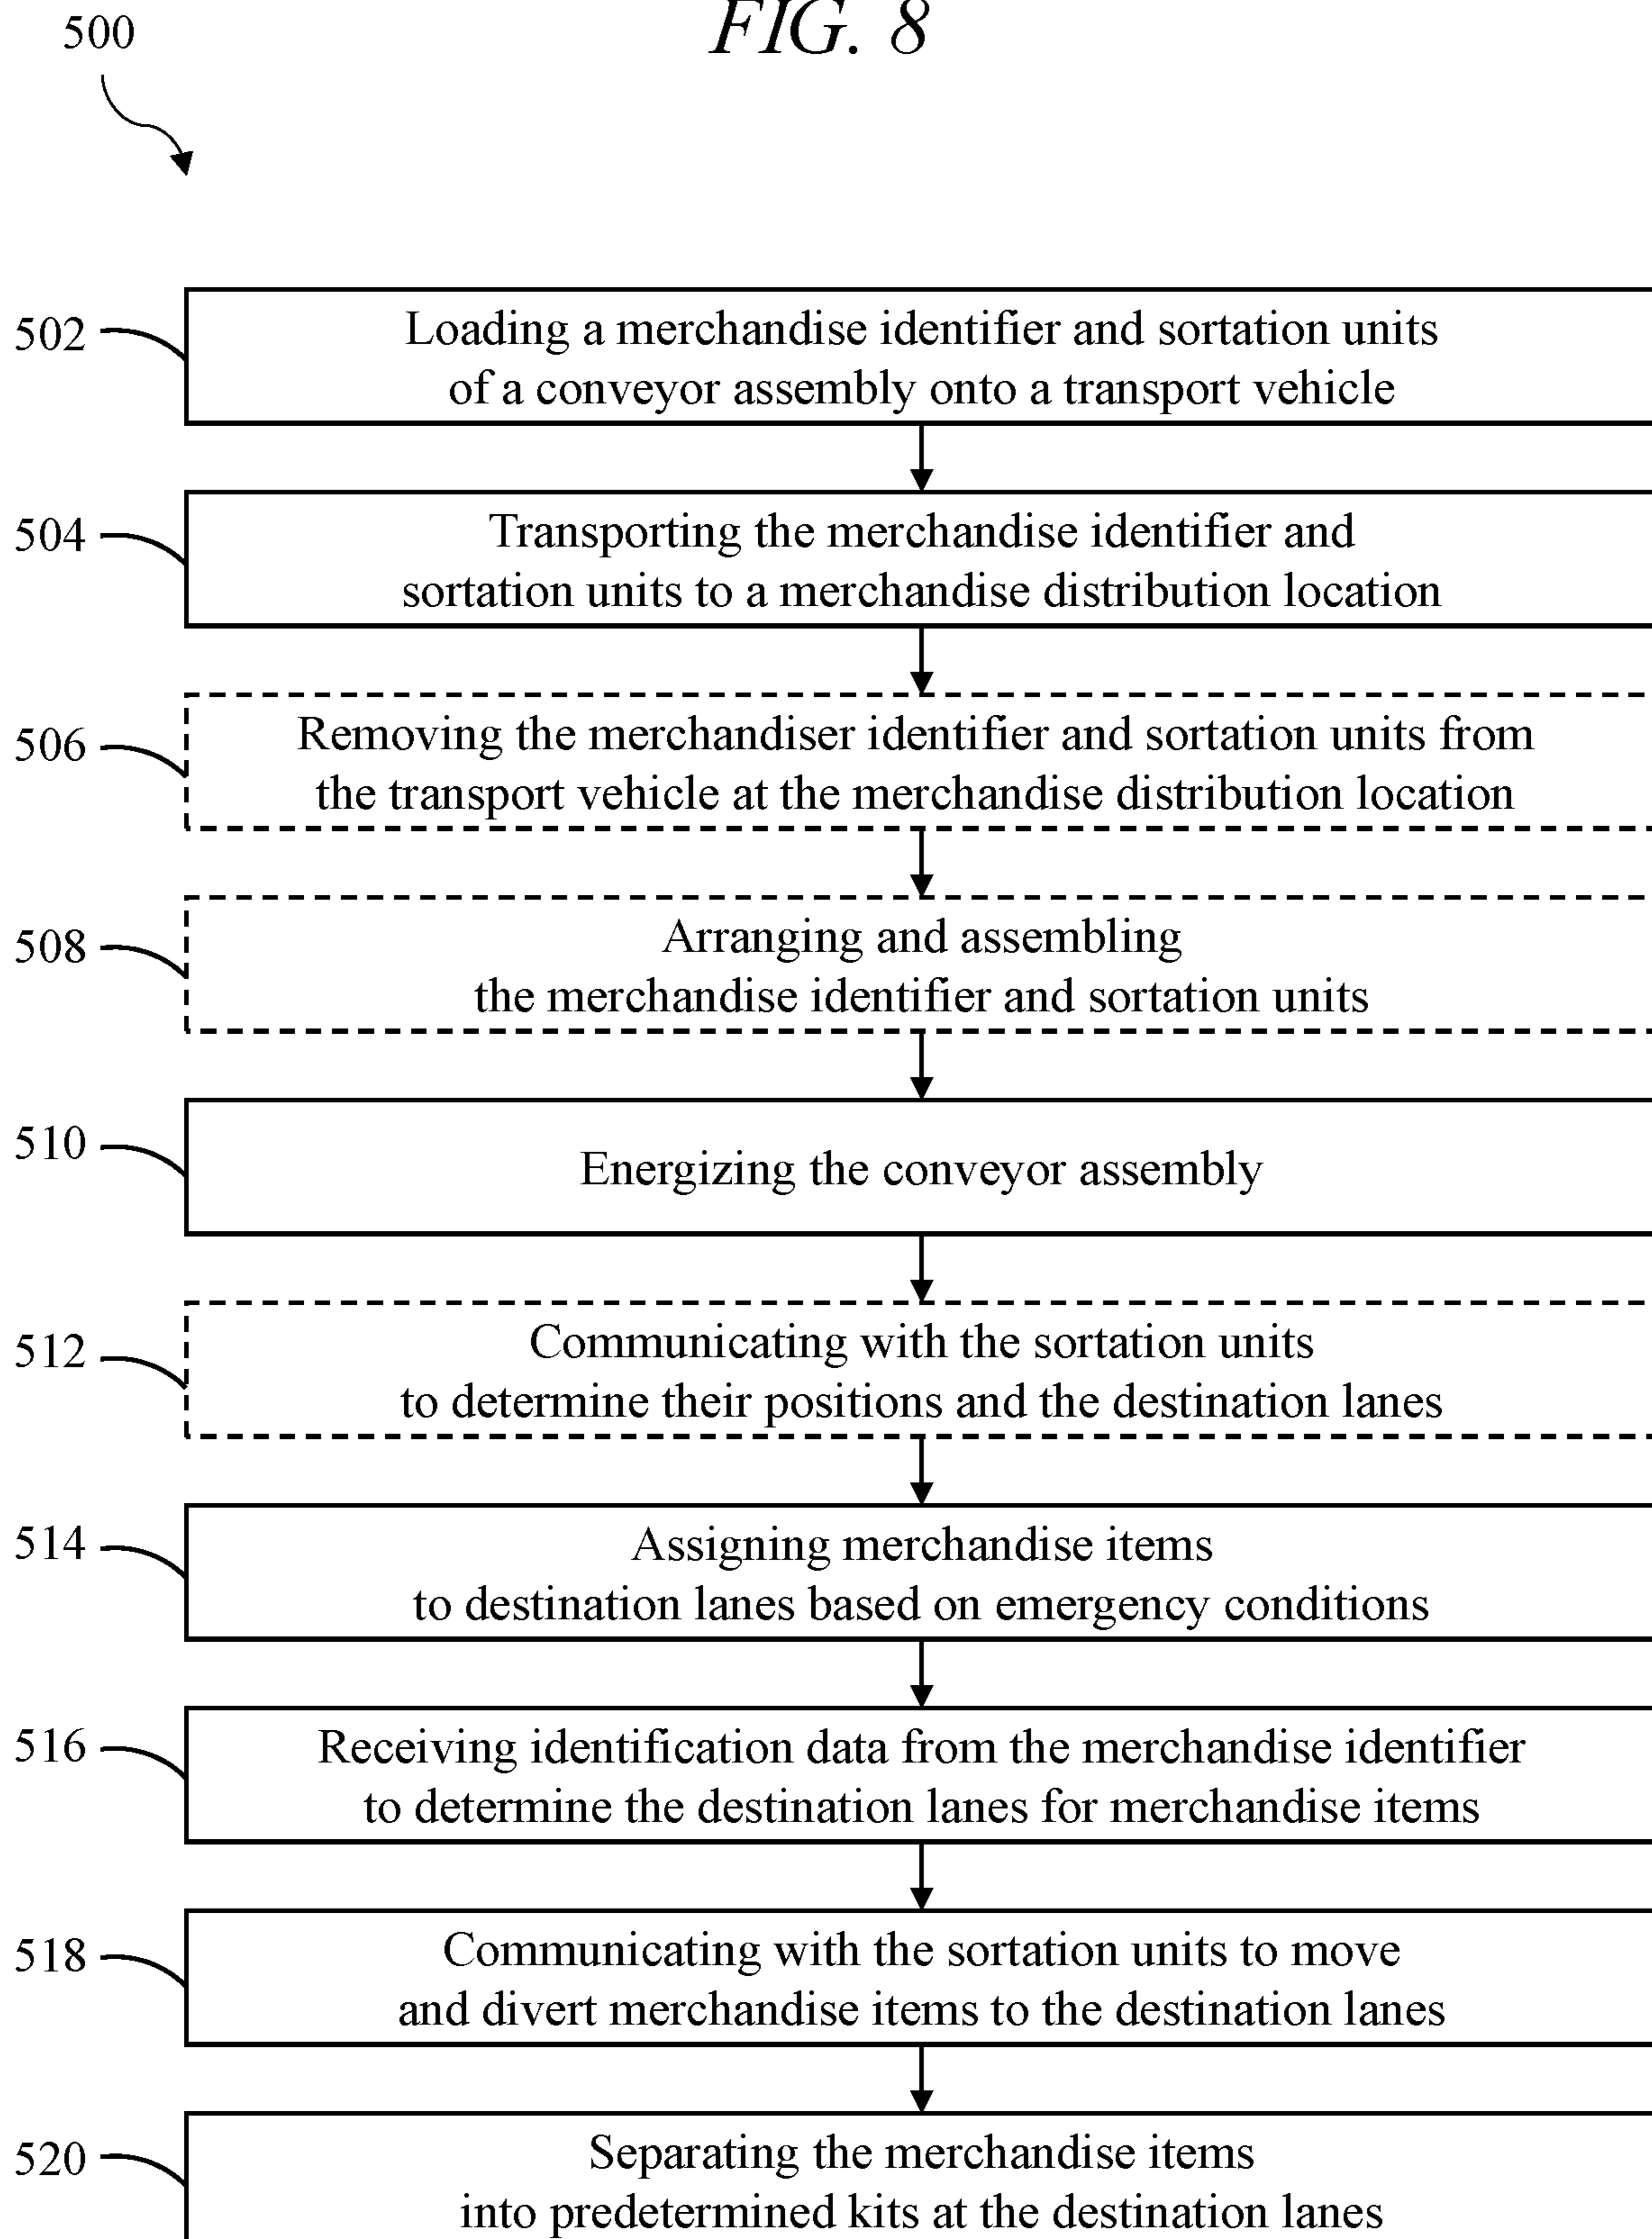 500
FIG. 8
502
Loading a merchandise identifier and sortation units
of a conveyor assembly onto a transport vehicle
504
Transporting the merchandise identifier and
sortation units to a merchandise distribution location
506
Removing the merchandiser identifier and sortation units from
the transport vehicle at the merchandise distribution location
508
Arranging and assembling
the merchandise identifier and sortation units
510
Energizing the conveyor assembly
512
Communicating with the sortation units
to determine their positions and the destination lanes
514
Assigning merchandise items
to destination lanes based on emergency conditions
516
Receiving identification data from the merchandise identifier
to determine the destination lanes for merchandise items
518
Communicating with the sortation units to move
and divert merchandise items to the destination lanes
520
Separating the merchandise items
into predetermined kits at the destination lanes